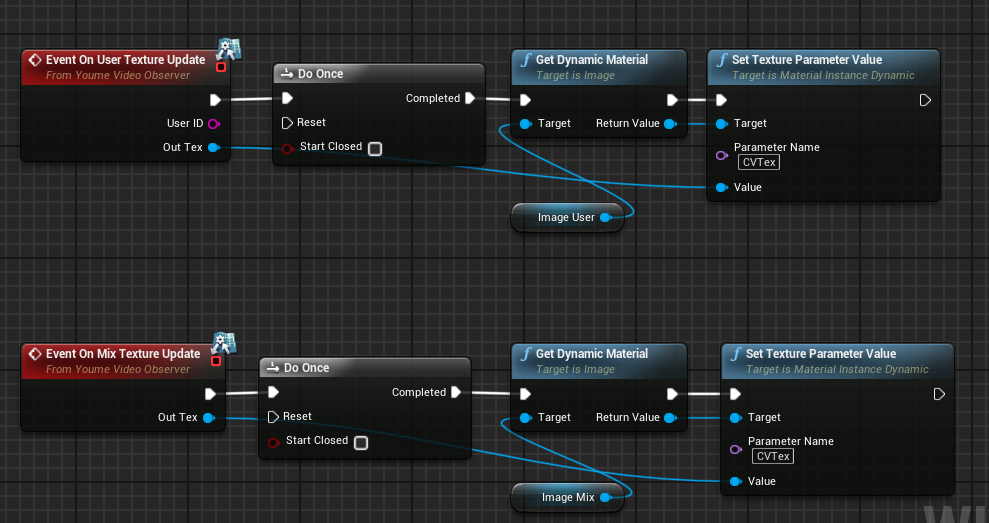 Event On User Texture Update
From Youme Video Observer
User ID
Out Tex
Do Once
Completed
Reset
Start Closed
Get Dynamic Material
Target is Image
Target
Return Value
Set Texture Parameter Value
Target is Material Instance Dynamic
Target
Parameter Name
CVTex
Value
Image User
Event On Mix Texture Update
From Youme Video Observer
Out Tex
Do Once
Completed
Reset
Start Closed
Get Dynamic Material
Target is Image
Target
Return Value
Set Texture Parameter Value
Target is Material Instance Dynamic
Target
Parameter Name
CVTex
Value
Image Mix